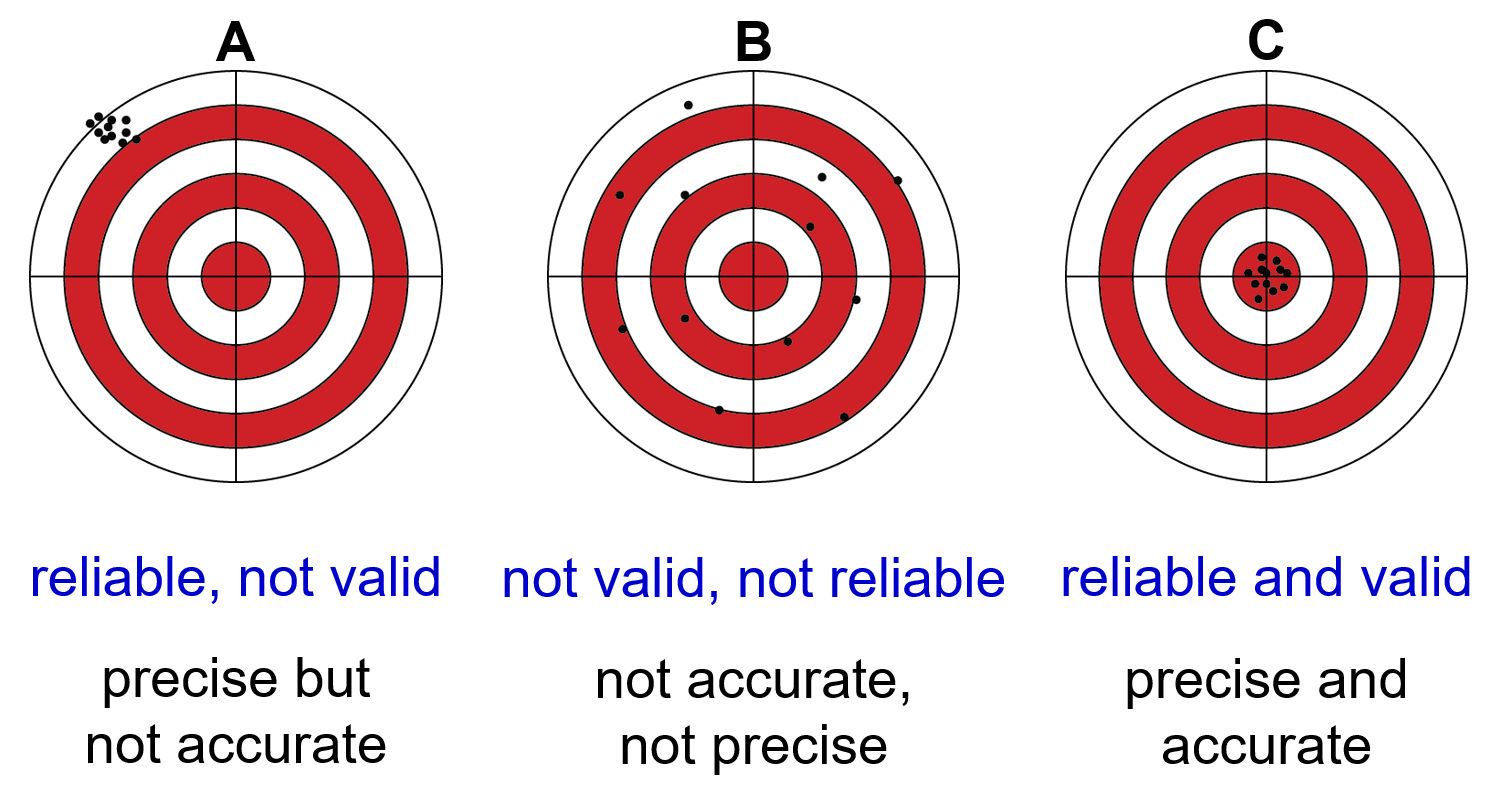 A
B
C
reliable, not valid
not valid, not reliable
reliable and valid
precise but
not accurate
not accurate,
not precise
precise and
accurate